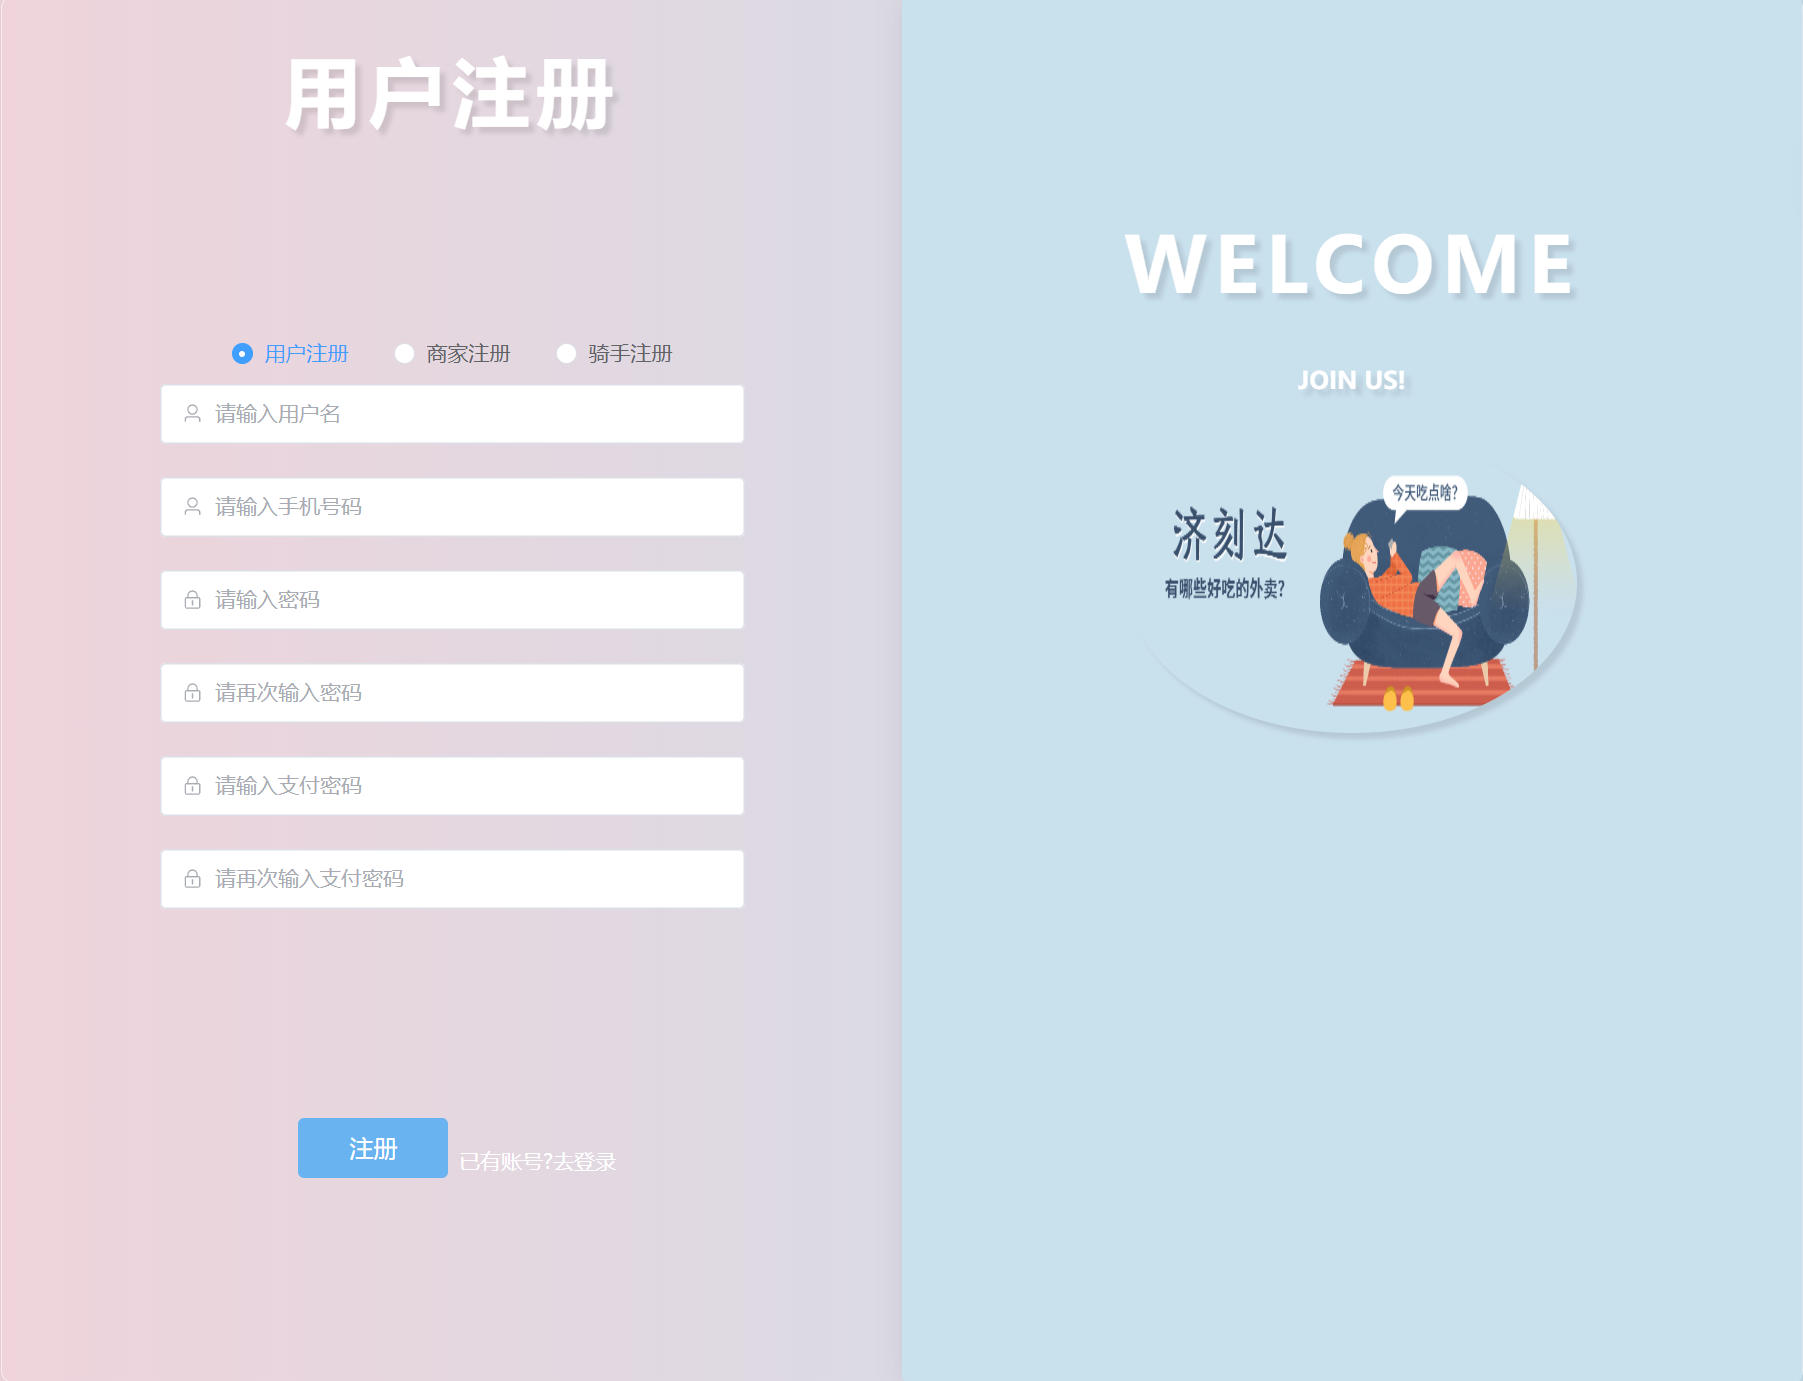 用户注册
用户注册 商家注册 骑手注册
请输入用户名
请输入手机号码
请输入密码
请再次输入密码
请输入支付密码
请再次输入支付密码
注册 已有账号?去登录
WELCOME
JOIN US!
今天吃点啥?
济刻达
有哪些好吃的外卖?